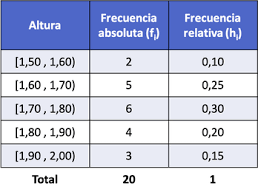 Altura Frecuencia absoluta (fi) Frecuencia relativa (hi)
[1,50 , 1,60) 2 0,10
[1,60 , 1,70) 5 0,25
[1,70 , 1,80) 6 0,30
[1,80 , 1,90) 4 0,20
[1,90 , 2,00) 3 0,15
Total 20 1